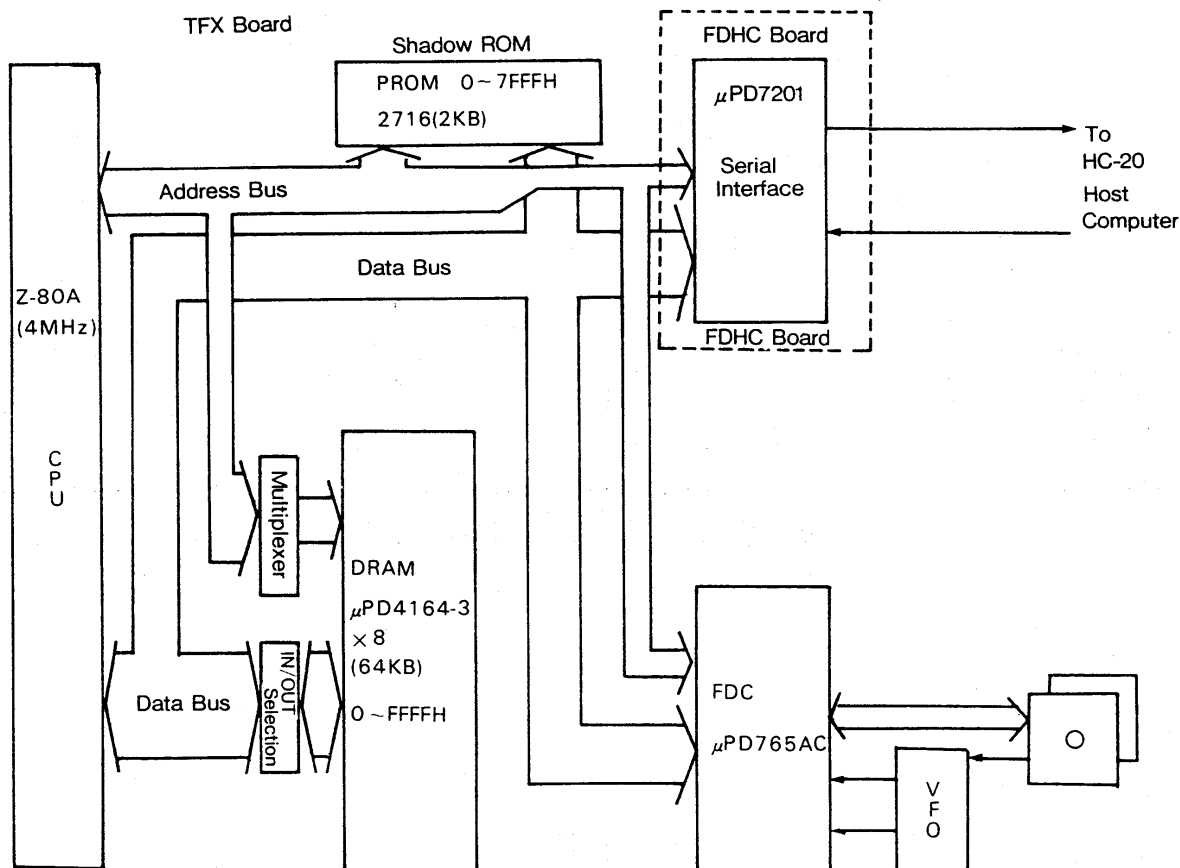 TFX Board
Shadow ROM
PROM 0~7FFFH
2716(2KB)
FDHC Board
μPD7201
Serial
Interface
FDHC Board
To
HC-20
Host
Computer
Address Bus
Data Bus
Z-80A
(4MHz)
CPU
Multiplexer
DRAM
μPD4164-3
×8
(64KB)
0~FFFFH
Data Bus
IN/OUT
Selection
FDC
μPD765AC
VFO